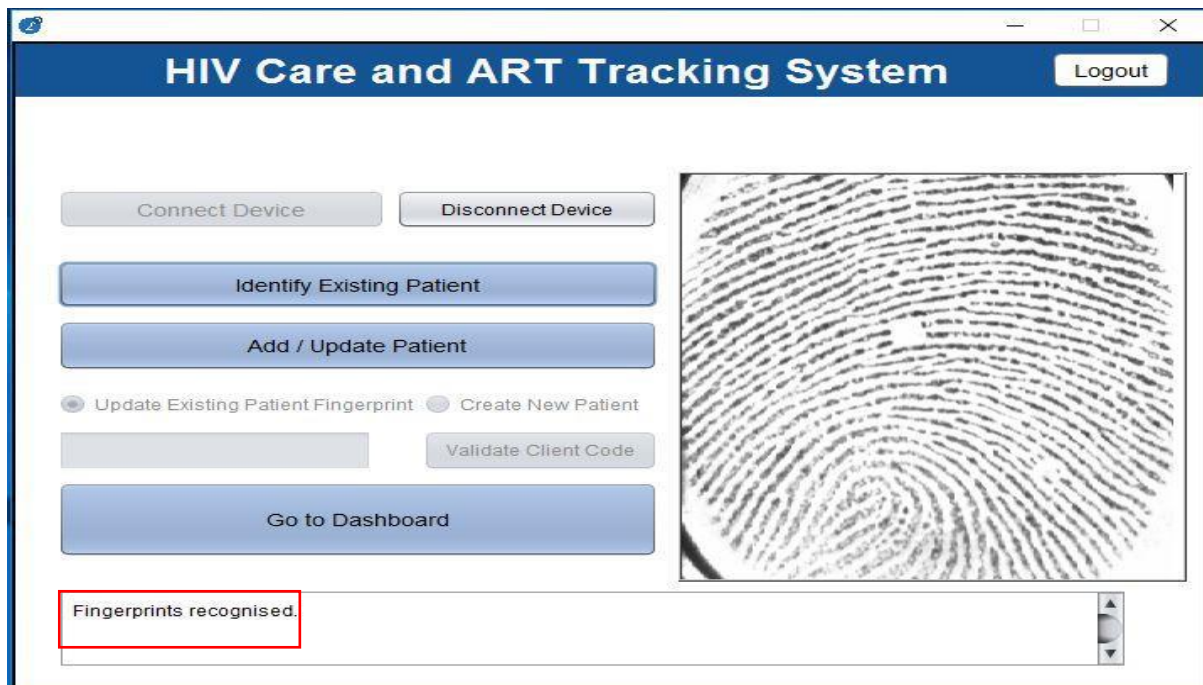 HIV Care and ART Tracking System
Logout
Connect Device
Disconnect Device
Identify Existing Patient
Add / Update Patient
Update Existing Patient Fingerprint
Create New Patient
Validate Client Code
Go to Dashboard
Fingerprints recognised.